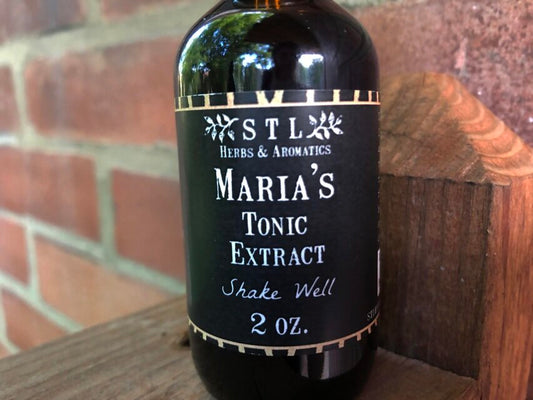 STL
HERBS & AROMATICS
MARIA'S
TONIC
EXTRACT
Shake Well
2 OZ.